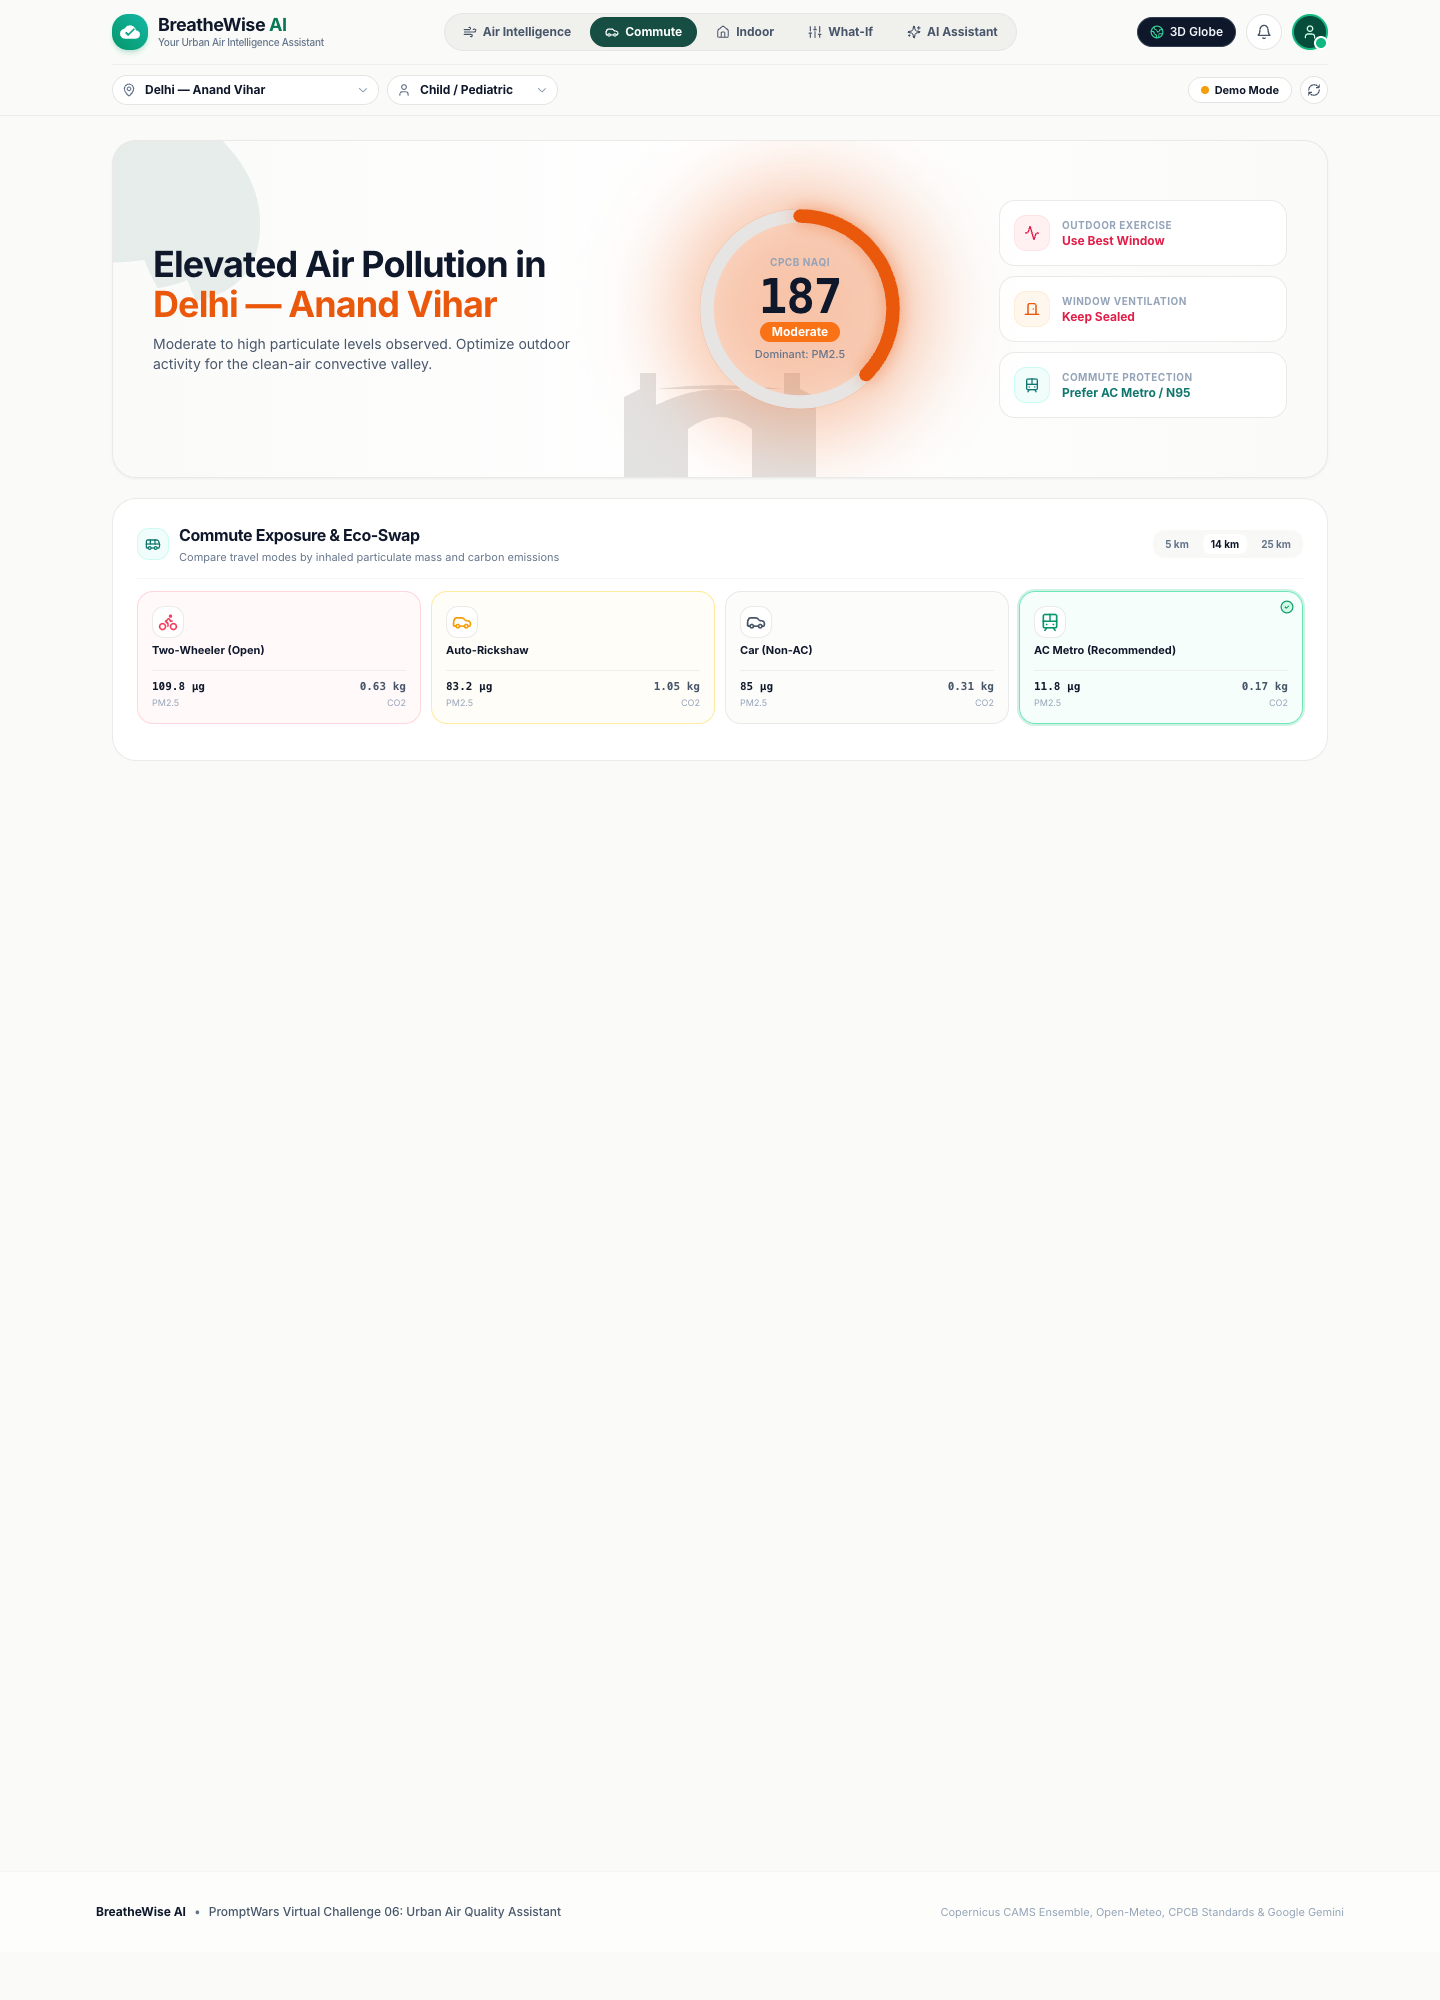 BreatheWise AI
Your Urban Air Intelligence Assistant
Air Intelligence
Commute
Indoor
What-If
AI Assistant
3D Globe
Delhi — Anand Vihar
Child / Pediatric
Demo Mode
Elevated Air Pollution in
Delhi — Anand Vihar
Moderate to high particulate levels observed. Optimize outdoor
activity for the clean-air convective valley.
CPCB NAQI
187
Moderate
Dominant: PM2.5
OUTDOOR EXERCISE
Use Best Window
WINDOW VENTILATION
Keep Sealed
COMMUTE PROTECTION
Prefer AC Metro / N95
Commute Exposure & Eco-Swap
Compare travel modes by inhaled particulate mass and carbon emissions
5 km
14 km
25 km
Two-Wheeler (Open)
109.8 µg
0.63 kg
PM2.5
CO2
Auto-Rickshaw
83.2 µg
1.05 kg
PM2.5
CO2
Car (Non-AC)
85 µg
0.31 kg
PM2.5
CO2
AC Metro (Recommended)
11.8 µg
0.17 kg
PM2.5
CO2
BreatheWise AI • PromptWars Virtual Challenge 06: Urban Air Quality Assistant
Copernicus CAMS Ensemble, Open-Meteo, CPCB Standards & Google Gemini